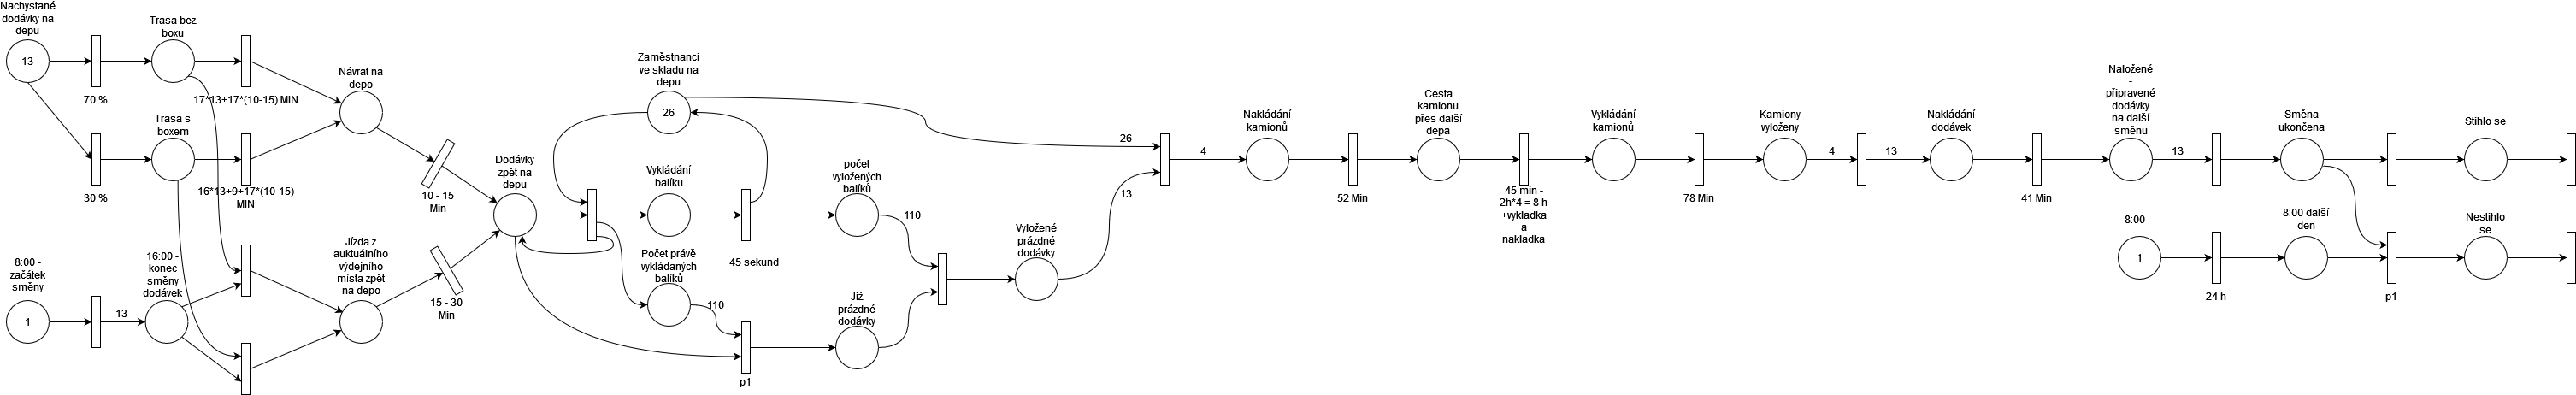 Nachystané
dodávky na
depu
13
70 %
30 %
Trasa bez
boxu
Trasa s
boxem
17*13+17*(10-15) MIN
16*13+9+17*(10-15)
MIN
Návrat na
depo
10 - 15
Min
8:00 -
začátek
směny
1
13
16:00 -
konec
směny
dodávek
Jízda z
auktuálního
výdejního
místa zpět
na depo
15 - 30
Min
Dodávky
zpět na
depu
Zaměstnanci
ve skladu na
depu
26
Vykládání
balíku
45 sekund
Počet právě
vykládaných
balíků
110
p1
počet
vyložených
balíků
110
Již
prázdné
dodávky
Vyložené
prázdné
dodávky
26
13
4
Nakládání
kamionů
52 Min
Cesta
kamionu
přes další
depa
45 min -
2h*4 = 8 h
+vykladka
a
nakladka
Vykládání
kamionů
78 Min
Kamiony
vyloženy
4
13
Nakládání
dodávek
41 Min
Naložené
-
připravené
dodávky
na další
směnu
13
Směna
ukončena
Stihlo se
8:00
1
24 h
8:00 další
den
p1
Nestihlo
se